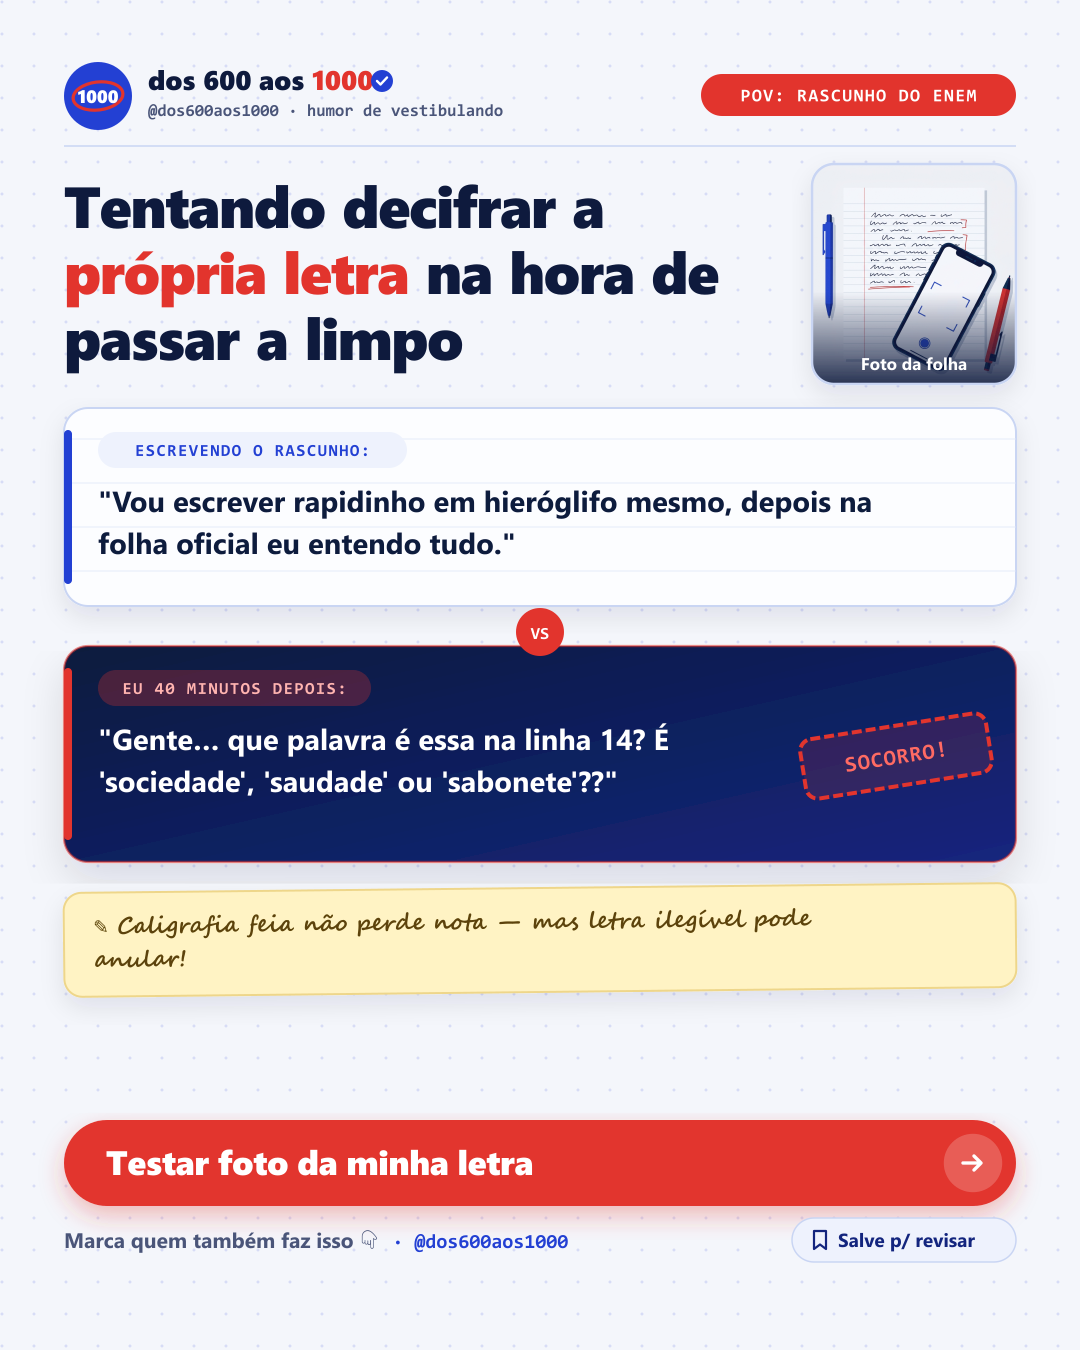 1000
dos 600 aos 1000
@dos600aos1000 · humor de vestibulando
POV: RASCUNHO DO ENEM
Tentando decifrar a
própria letra na hora de
passar a limpo
Foto da folha
ESCREVENDO O RASCUNHO:
"Vou escrever rapidinho em hieróglifo mesmo, depois na
folha oficial eu entendo tudo."
VS
EU 40 MINUTOS DEPOIS:
"Gente... que palavra é essa na linha 14? É
'sociedade', 'saudade' ou 'sabonete'??"
SOCORRO!
✎ Caligrafia feia não perde nota — mas letra ilegível pode
anular!
Testar foto da minha letra
Marca quem também faz isso 👇 · @dos600aos1000
Salve p/ revisar